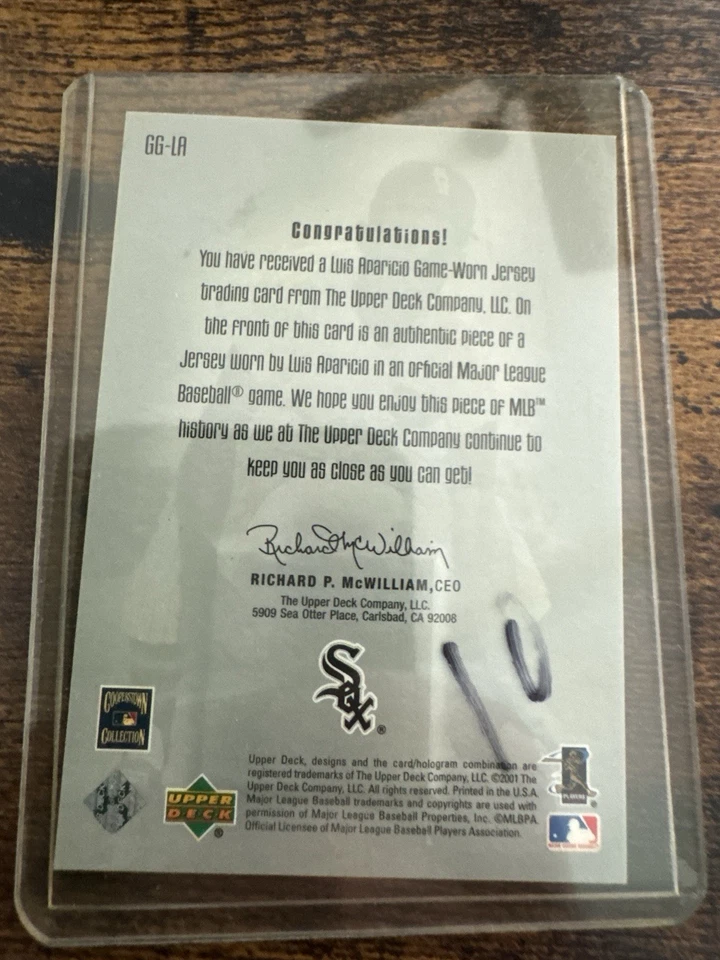 GG-LA
Congratulations!
You have received a Luis Aparicio Game-Worn Jersey
trading card from The Upper Deck Company, LLC. On
the front of this card is an authentic piece of a
Jersey worn by Luis Aparicio in an official Major League
Baseball® game. We hope you enjoy this piece of MLB™
history as we at The Upper Deck Company continue to
keep you as close as you can get!
Richard McWilliam
RICHARD P. McWILLIAM, CEO
The Upper Deck Company, LLC.
5909 Sea Otter Place, Carlsbad, CA 92008
10
Sox®
COOPERSTOWN
COLLECTION
UPPER
DECK®
Upper Deck, designs and the card/hologram combination are
registered trademarks of The Upper Deck Company, LLC. ©2001 The
Upper Deck Company, LLC. All rights reserved. Printed in the U.S.A.
Major League Baseball trademarks and copyrights are used with
permission of Major League Baseball Properties, Inc. ©MLBPA
Official Licensee of Major League Baseball Players Association.
PLAYERS